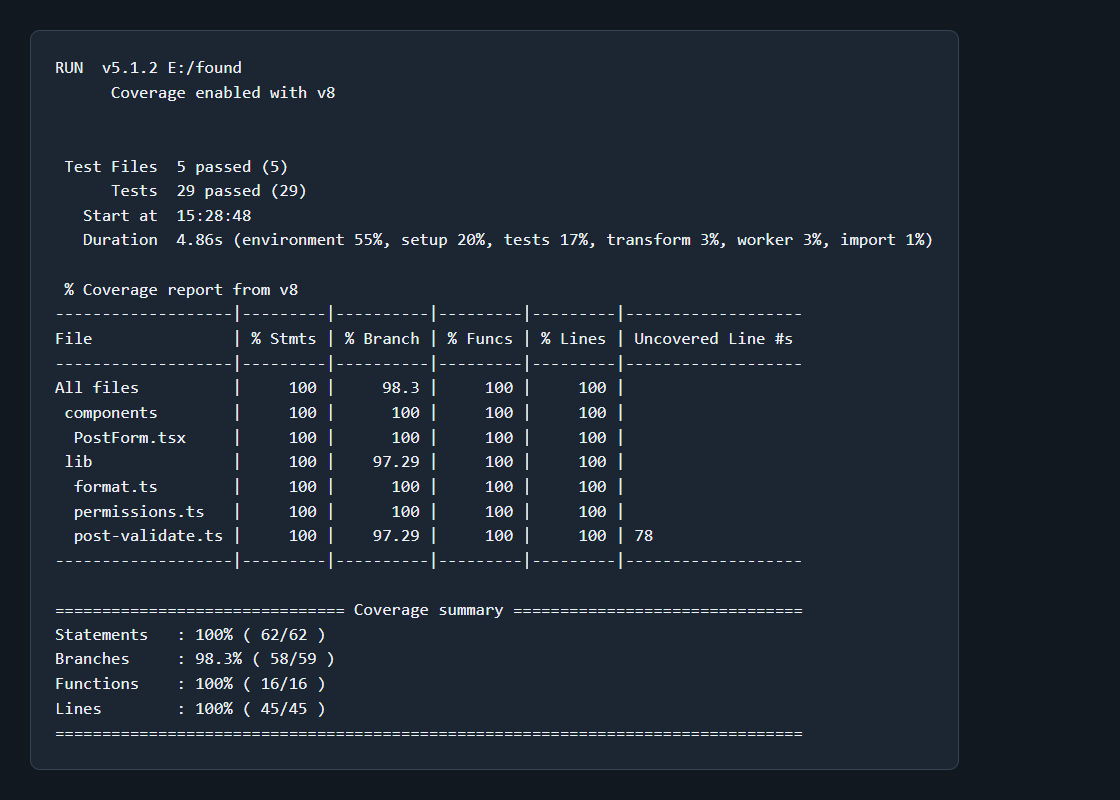 RUN  v5.1.2 E:/found
      Coverage enabled with v8
 Test Files  5 passed (5)
      Tests  29 passed (29)
   Start at  15:28:48
   Duration  4.86s (environment 55%, setup 20%, tests 17%, transform 3%, worker 3%, import 1%)
 % Coverage report from v8
-------------------|---------|----------|---------|---------|-------------------
File               | % Stmts | % Branch | % Funcs | % Lines | Uncovered Line #s
-------------------|---------|----------|---------|---------|-------------------
All files          |     100 |     98.3 |     100 |     100 |
 components        |     100 |      100 |     100 |     100 |
  PostForm.tsx     |     100 |      100 |     100 |     100 |
 lib               |     100 |    97.29 |     100 |     100 |
  format.ts        |     100 |      100 |     100 |     100 |
  permissions.ts   |     100 |      100 |     100 |     100 |
  post-validate.ts |     100 |    97.29 |     100 |     100 | 78
-------------------|---------|----------|---------|---------|-------------------
=============================== Coverage summary ===============================
Statements   : 100% ( 62/62 )
Branches     : 98.3% ( 58/59 )
Functions    : 100% ( 16/16 )
Lines        : 100% ( 45/45 )
================================================================================